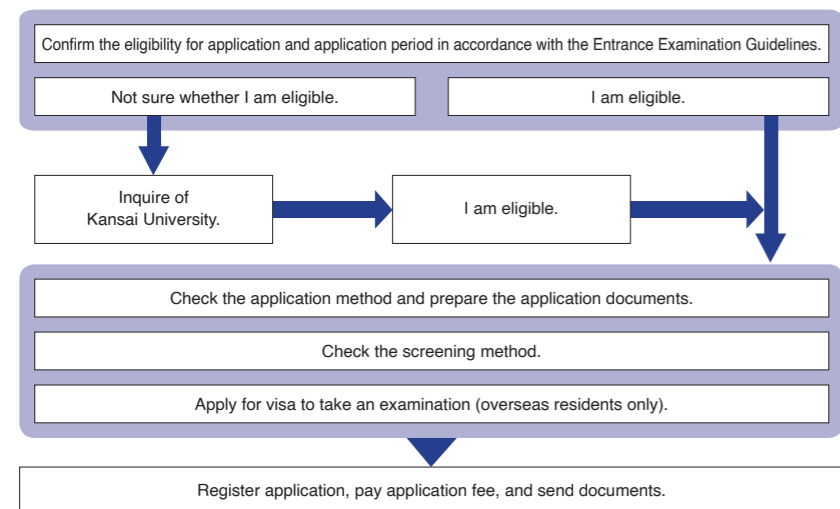 Confirm the eligibility for application and application period in accordance with the Entrance Examination Guidelines.
Not sure whether I am eligible.
I am eligible.
Inquire of
Kansai University.
I am eligible.
Check the application method and prepare the application documents.
Check the screening method.
Apply for visa to take an examination (overseas residents only).
Register application, pay application fee, and send documents.